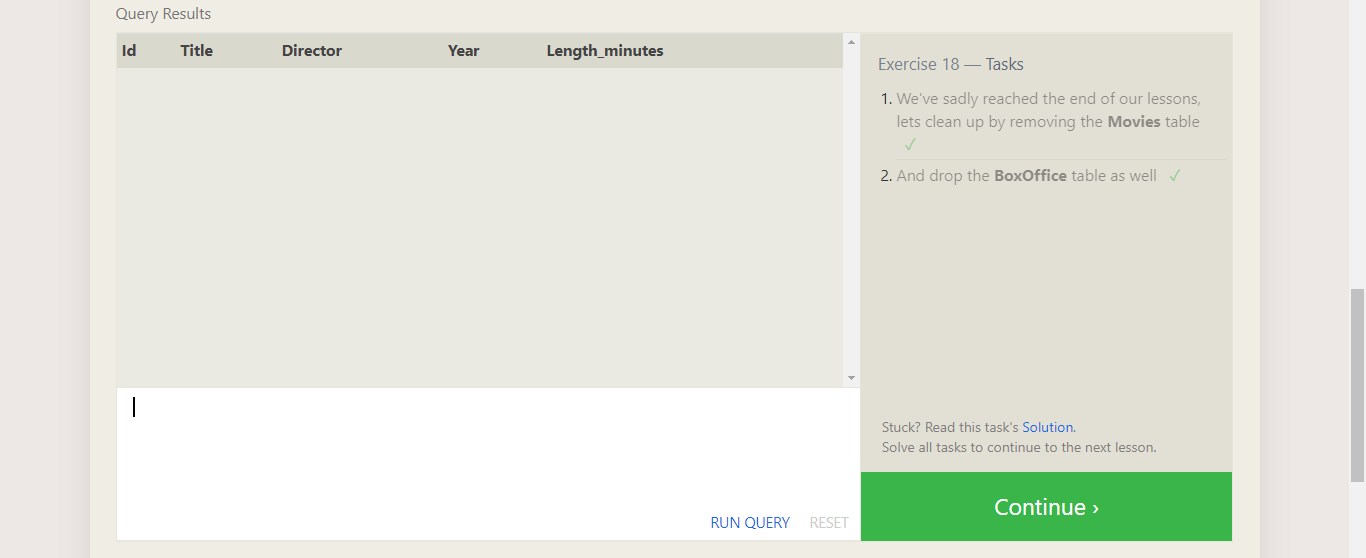 Query Results
Id Title Director Year Length_minutes
Exercise 18 — Tasks
1. We've sadly reached the end of our lessons,
lets clean up by removing the Movies table
✓
2. And drop the BoxOffice table as well ✓
Stuck? Read this task's Solution.
Solve all tasks to continue to the next lesson.
RUN QUERY RESET
Continue ›